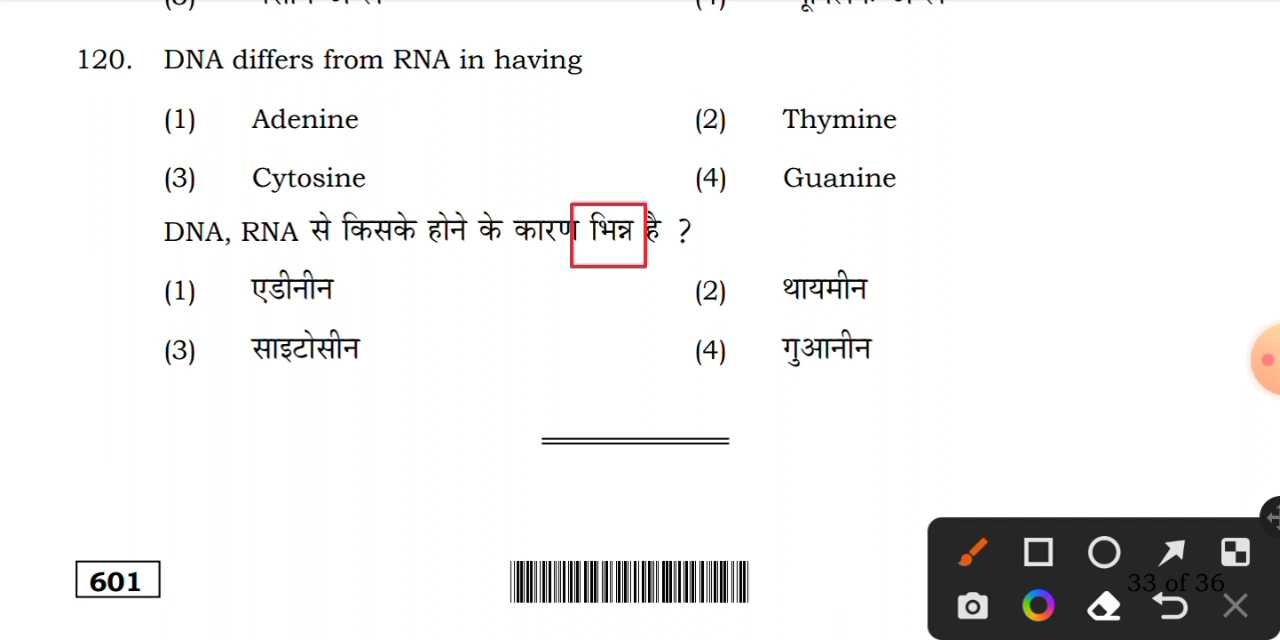 120. DNA differs from RNA in having
(1) Adenine (2) Thymine
(3) Cytosine (4) Guanine
DNA, RNA से किसके होने के कारण भिन्न है ?
(1) एडीनीन (2) थायमीन
(3) साइटोसीन (4) गुआनीन
601
33 of 36